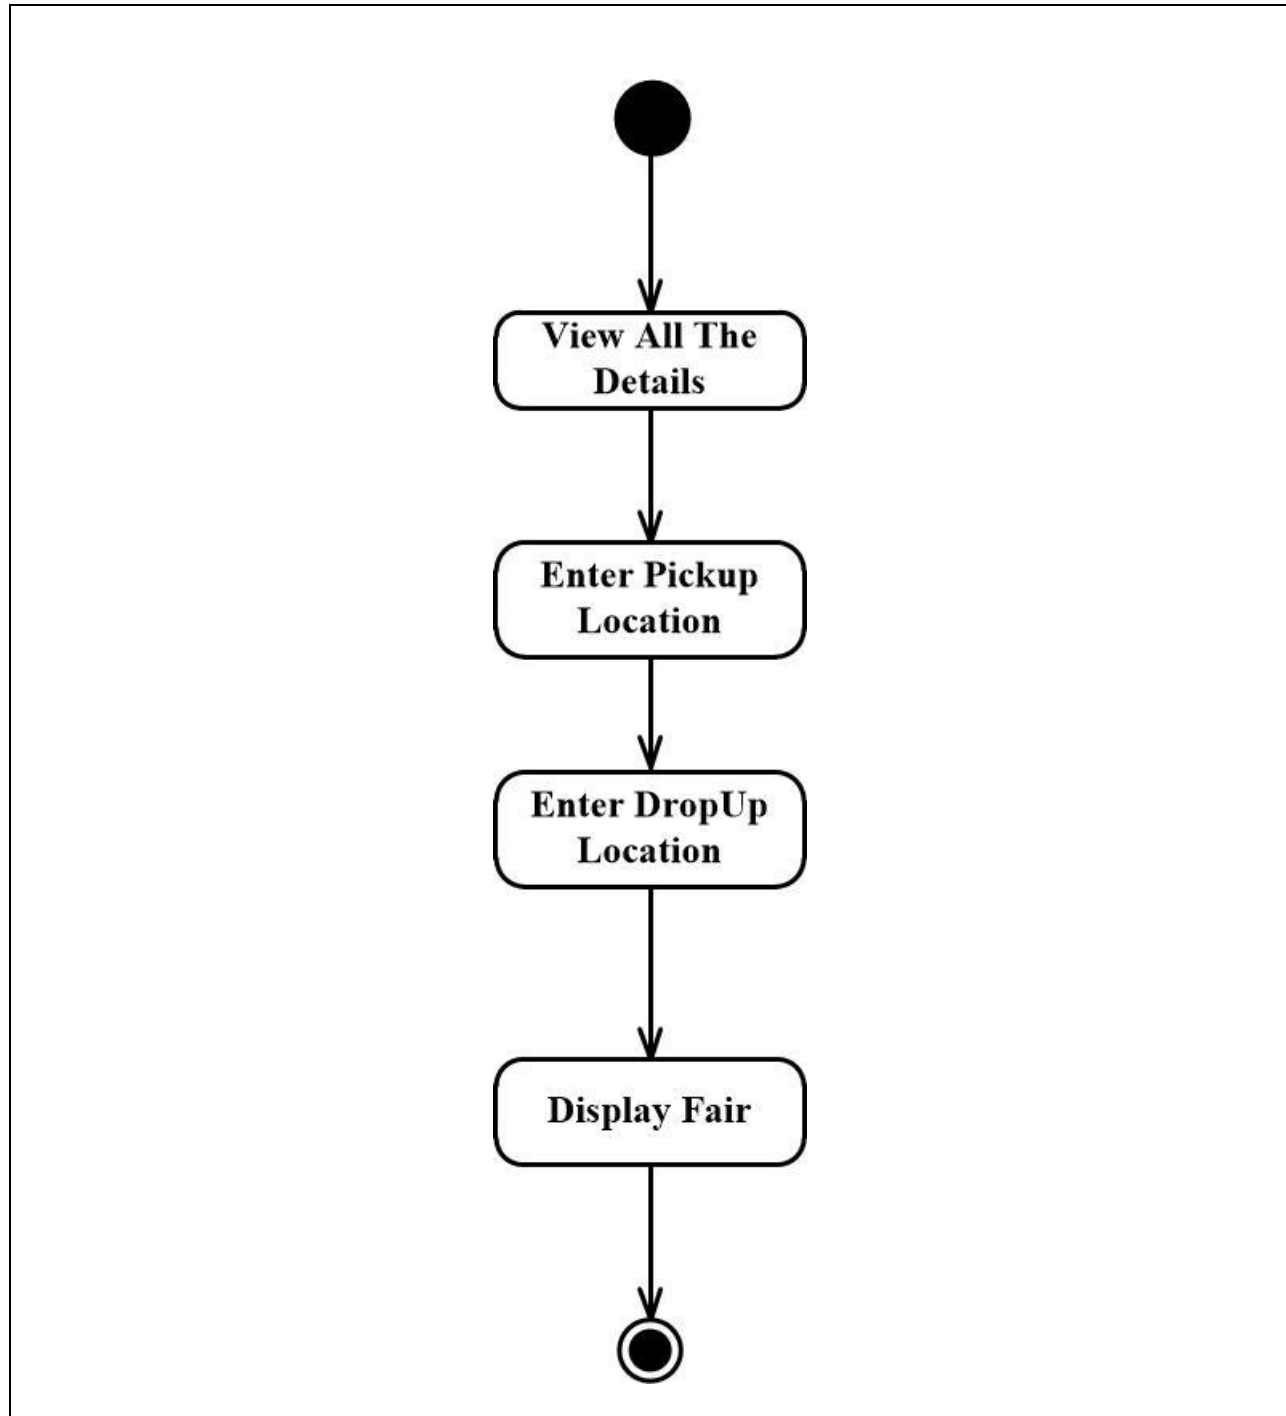 View All The
Details
Enter Pickup
Location
Enter DropUp
Location
Display Fair